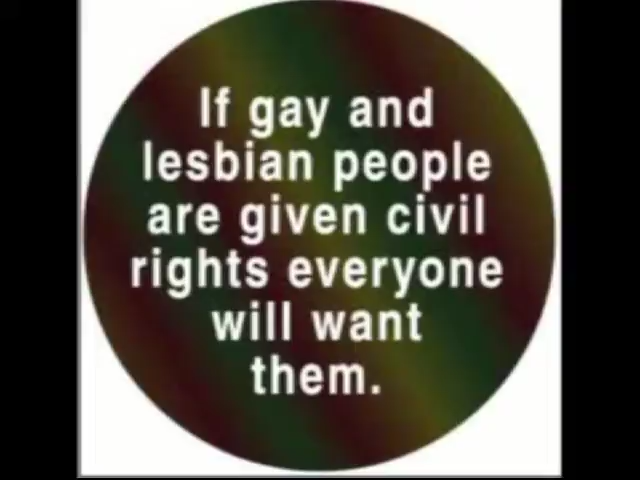 If gay and
lesbian people
are given civil
rights everyone
will want
them.